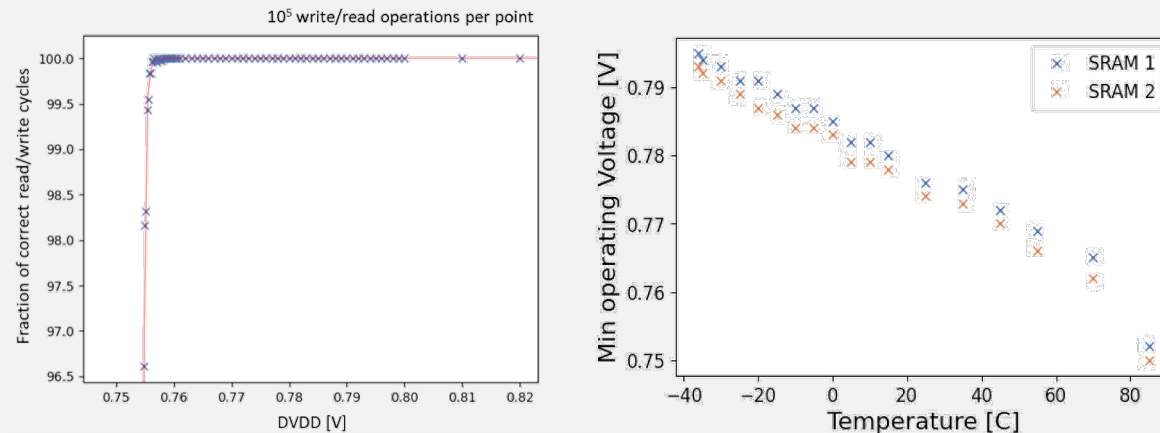 10⁵ write/read operations per point
Fraction of correct read/write cycles
100.0
99.5
99.0
98.5
98.0
97.5
97.0
96.5
0.75 0.76 0.77 0.78 0.79 0.80 0.81 0.82
DVDD [V]
Min operating Voltage [V]
0.79
0.78
0.77
0.76
0.75
SRAM 1
SRAM 2
−40 −20 0 20 40 60 80
Temperature [C]